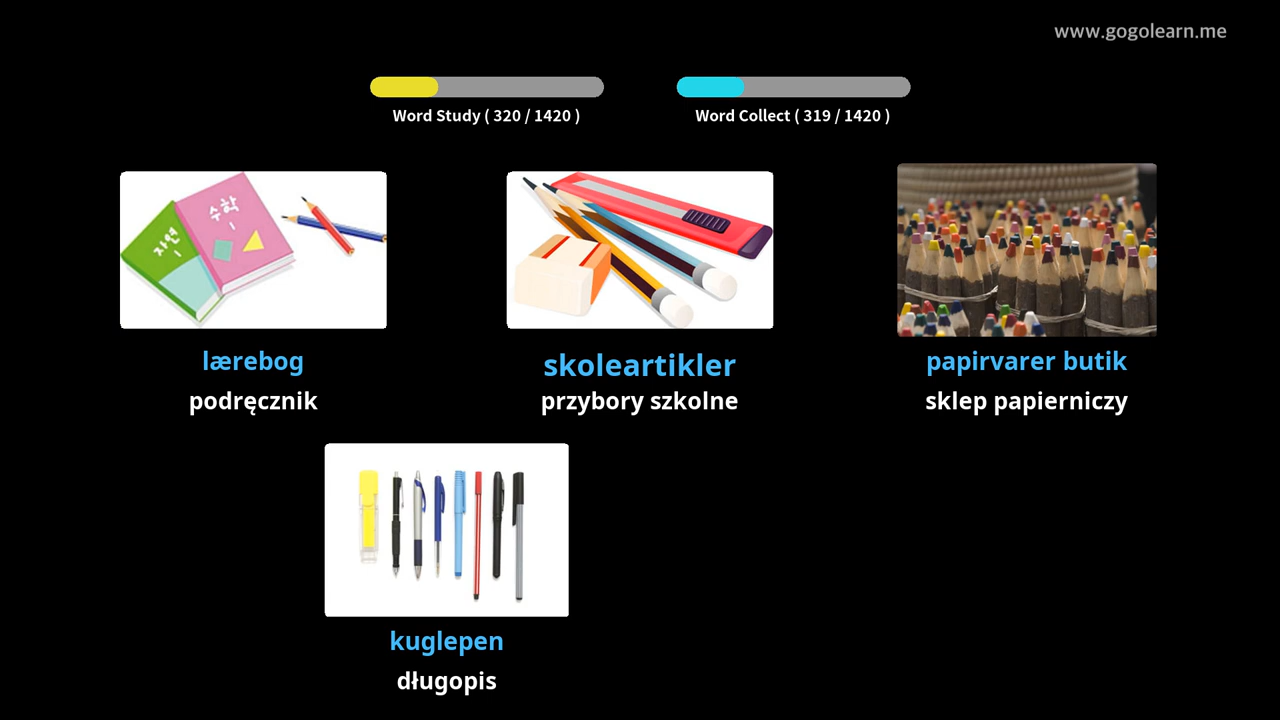 www.gogolearn.me
Word Study ( 320 / 1420 )
Word Collect ( 319 / 1420 )
자연
수학
lærebog
skoleartikler
papirvarer butik
podręcznik
przybory szkolne
sklep papierniczy
kuglepen
długopis